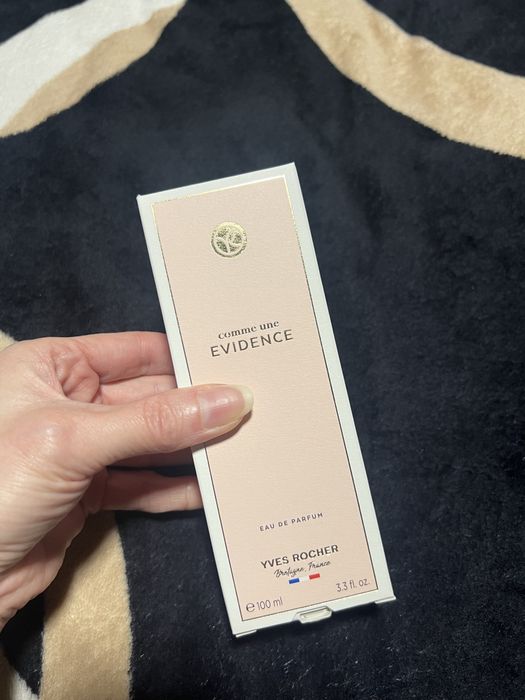 comme une
EVIDENCE
EAU DE PARFUM
YVES ROCHER
Bretagne, France
℮ 100 ml 3.3 fl. oz.